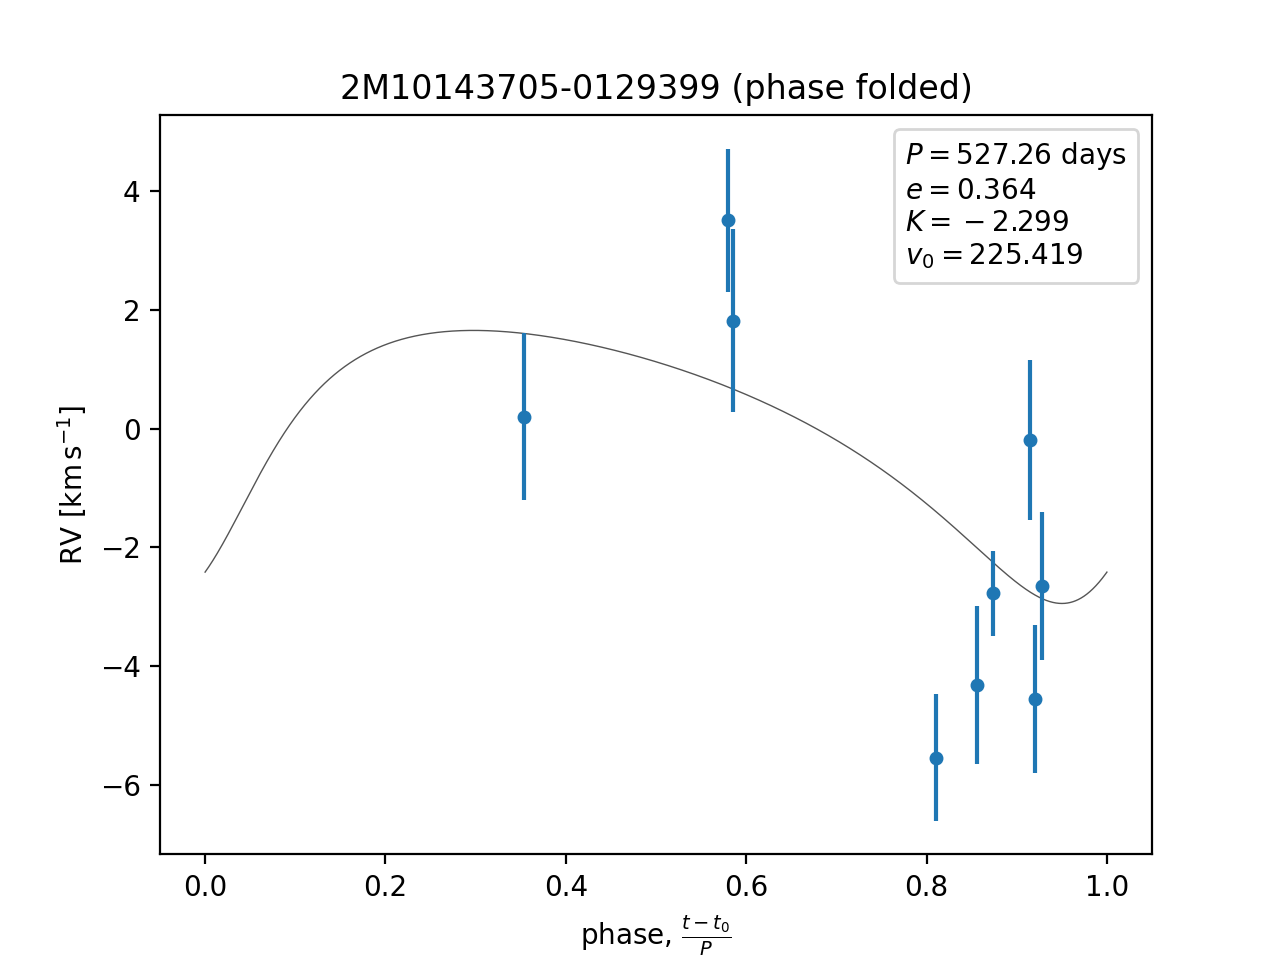 2M10143705-0129399 (phase folded)
P = 527.26 days
e = 0.364
K = −2.299
v₀ = 225.419
RV [km s⁻¹]
4
2
0
−2
−4
−6
0.0 0.2 0.4 0.6 0.8 1.0
phase, (t − t₀)/P